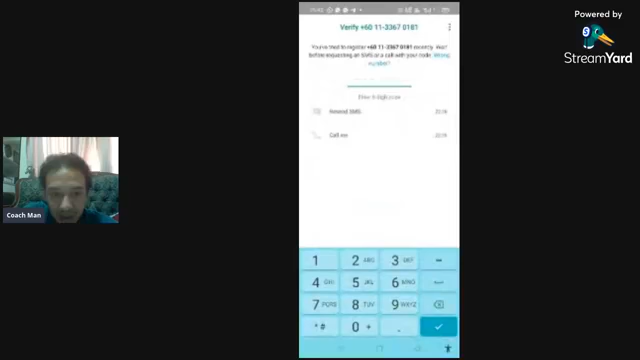 Powered by
StreamYard
Verify +60 11-3367 0181
You've tried to register +60 11-3367 0181 recently. Wait
before requesting an SMS or a call with your code. Wrong
number?
Enter 6-digit code
Resend SMS
Call me
Coach Man
1
2 ABC
3 DEF
4 GHI
5 JKL
6 MNO
7 PQRS
8 TUV
9 WXYZ
* #
0 +
.